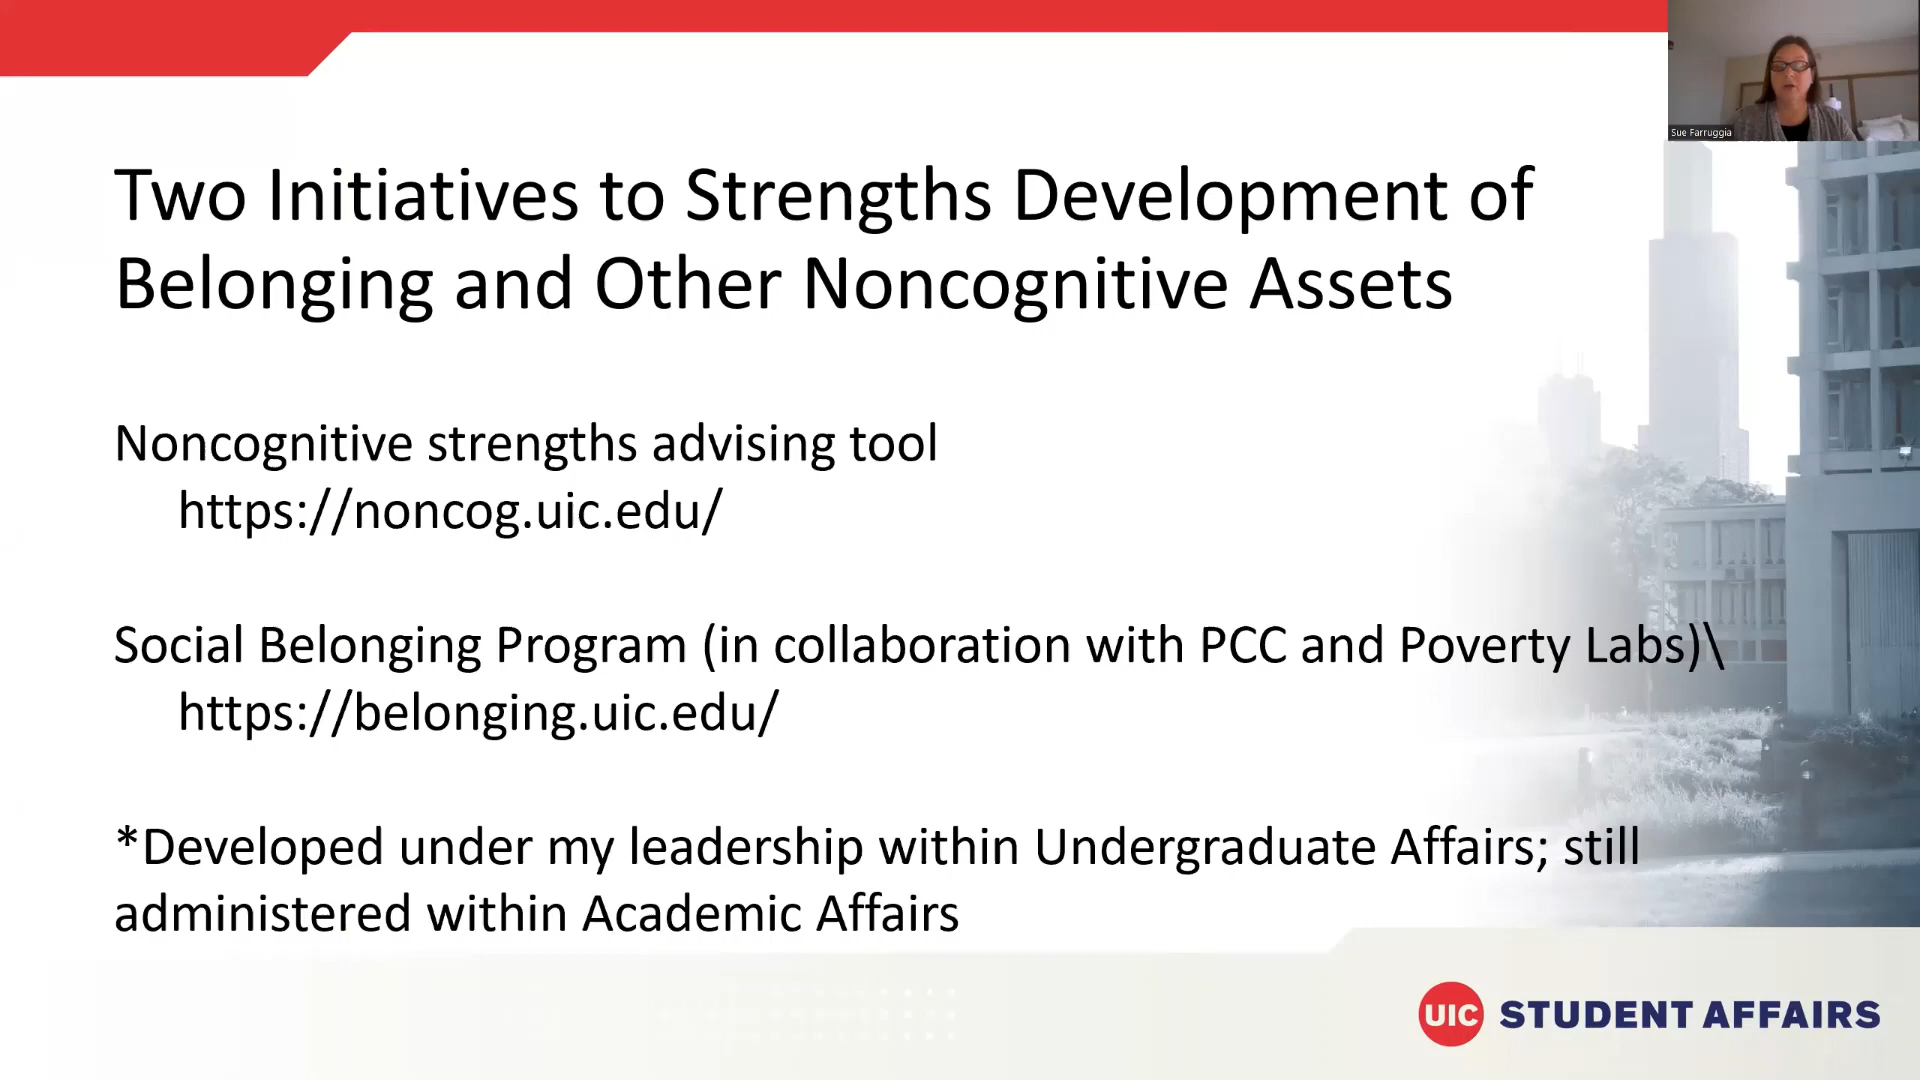 Sue Farruggia
Two Initiatives to Strengths Development of
Belonging and Other Noncognitive Assets
Noncognitive strengths advising tool
https://noncog.uic.edu/
Social Belonging Program (in collaboration with PCC and Poverty Labs)\
https://belonging.uic.edu/
*Developed under my leadership within Undergraduate Affairs; still
administered within Academic Affairs
UIC STUDENT AFFAIRS